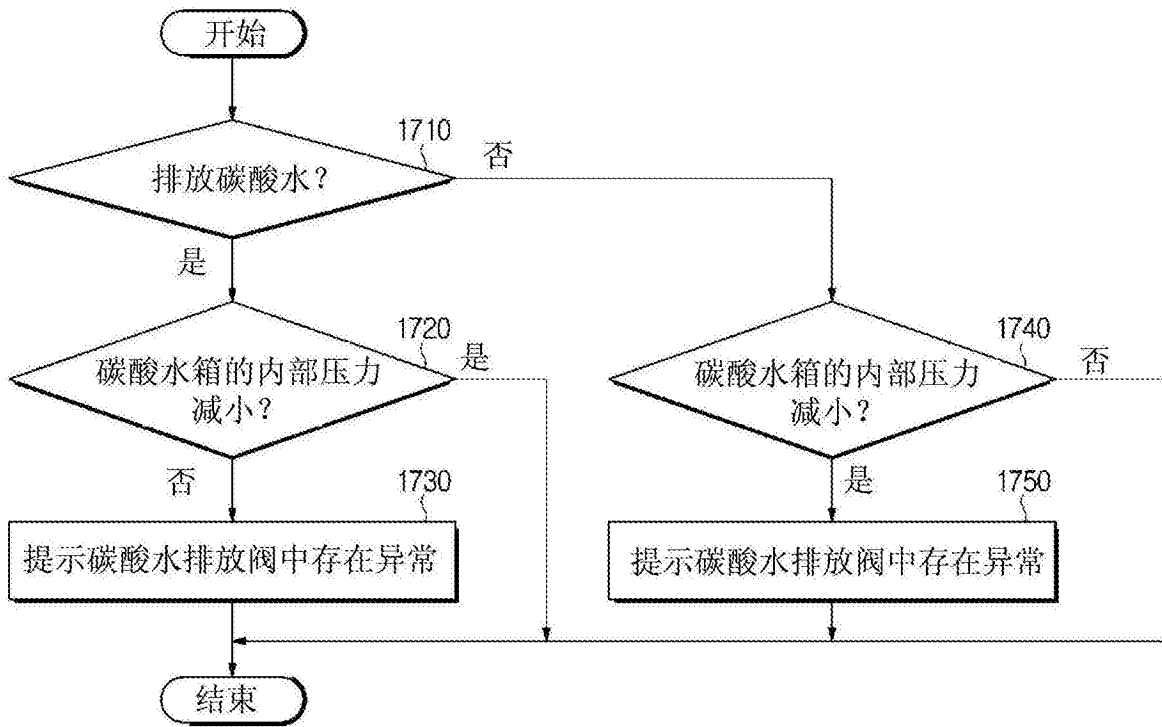 开始
1710
排放碳酸水?
否
是
1720
碳酸水箱的内部压力
减小?
是
1740
碳酸水箱的内部压力
减小?
否
否
1730
是
1750
提示碳酸水排放阀中存在异常
提示碳酸水排放阀中存在异常
结束